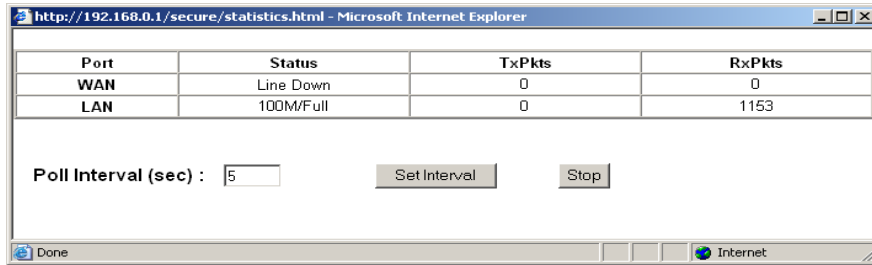 http://192.168.0.1/secure/statistics.html - Microsoft Internet Explorer
Port Status TxPkts RxPkts
WAN Line Down 0 0
LAN 100M/Full 0 1153
Poll Interval (sec) : 5 Set Interval Stop
Done Internet